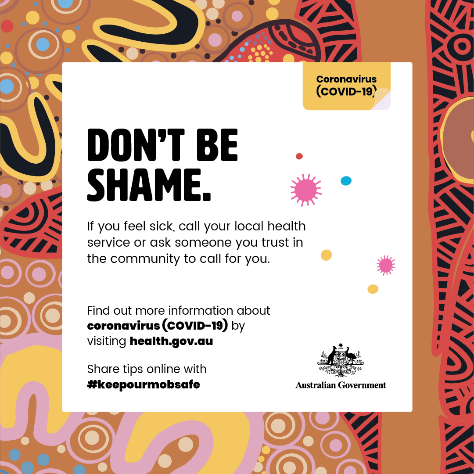 Coronavirus
(COVID-19)
DON'T BE
SHAME.
If you feel sick, call your local health
service or ask someone you trust in
the community to call for you.
Find out more information about
coronavirus (COVID-19) by
visiting health.gov.au
Share tips online with
#keepourmobsafe
Australian Government